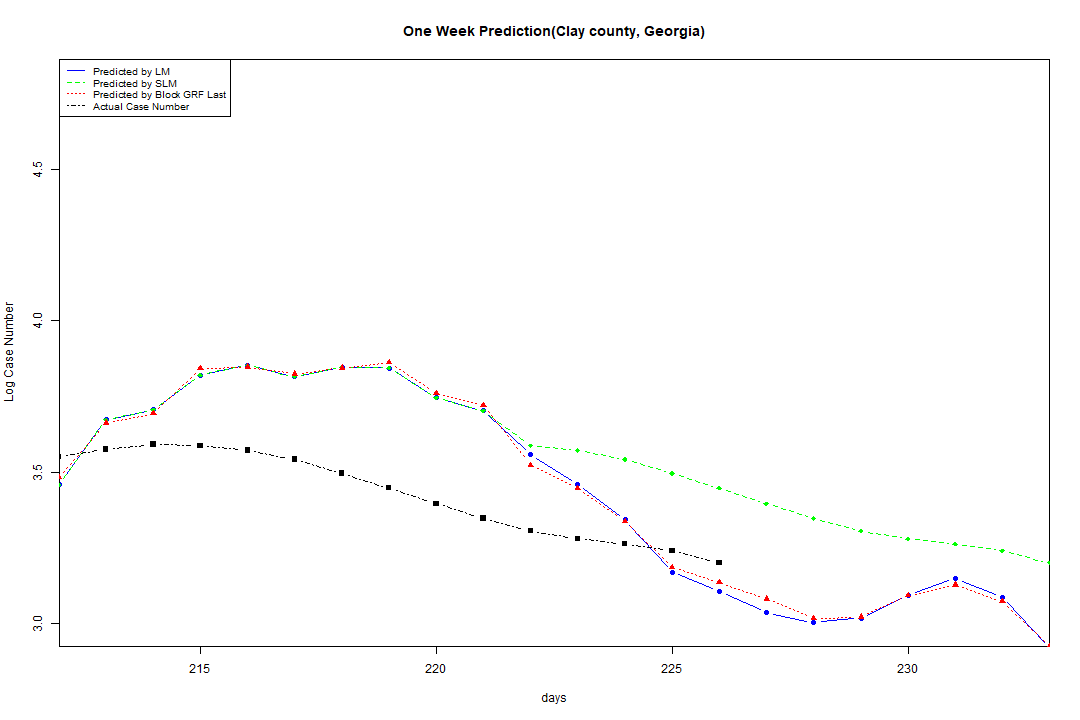 One Week Prediction(Clay county, Georgia)
Predicted by LM
Predicted by SLM
Predicted by Block GRF Last
Actual Case Number
4.5
4.0
3.5
3.0
Log Case Number
215 220 225 230
days